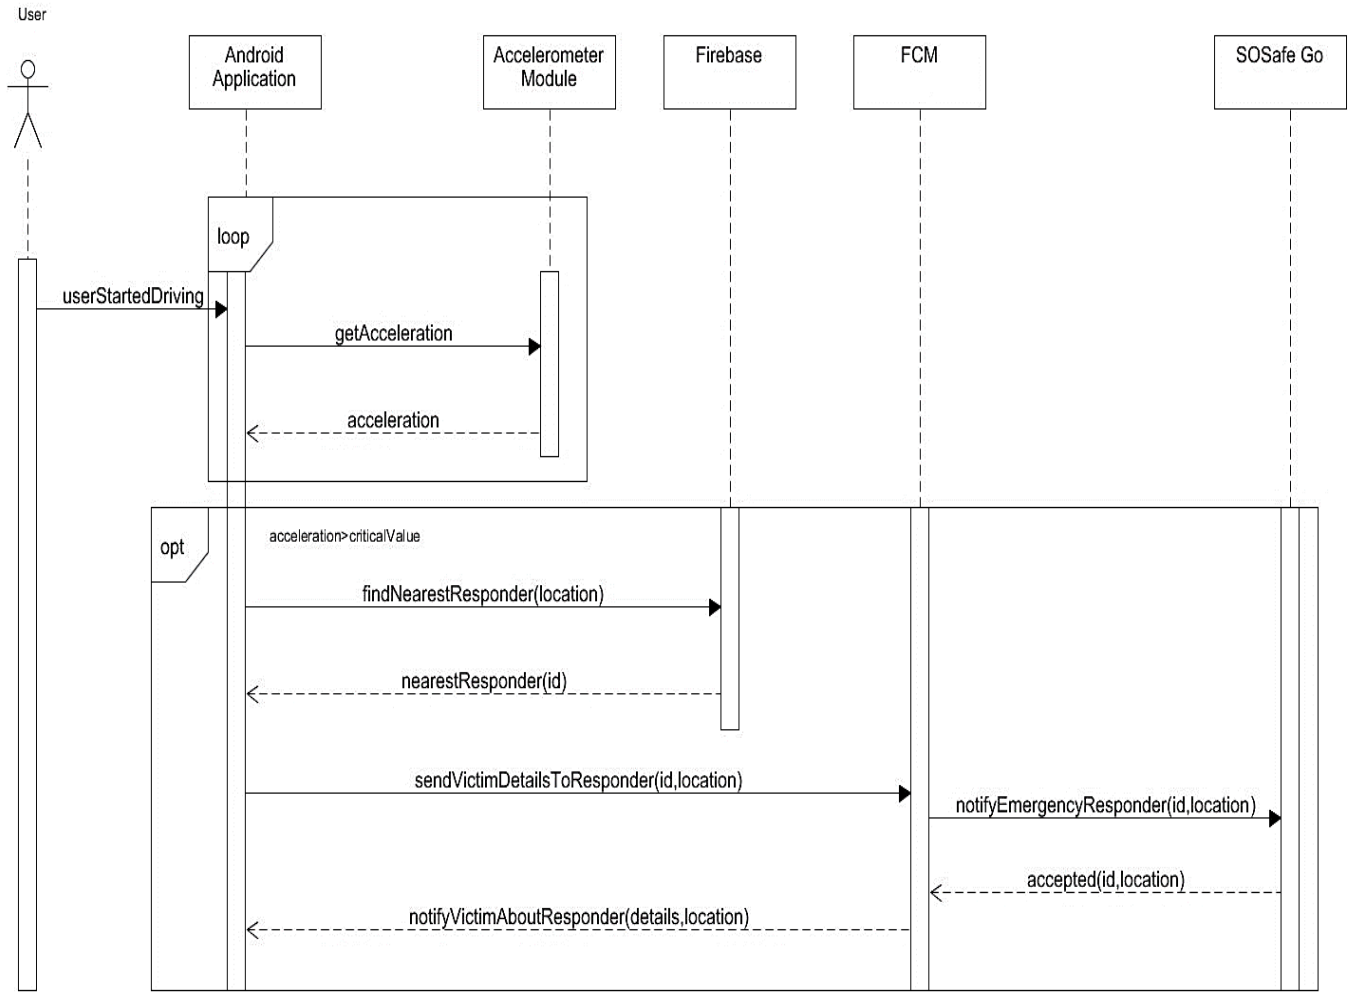 User
Android
Application
Accelerometer
Module
Firebase
FCM
SOSafe Go
loop
userStartedDriving
getAcceleration
acceleration
opt
acceleration>criticalValue
findNearestResponder(location)
nearestResponder(id)
sendVictimDetailsToResponder(id,location)
notifyEmergencyResponder(id,location)
accepted(id,location)
notifyVictimAboutResponder(details,location)